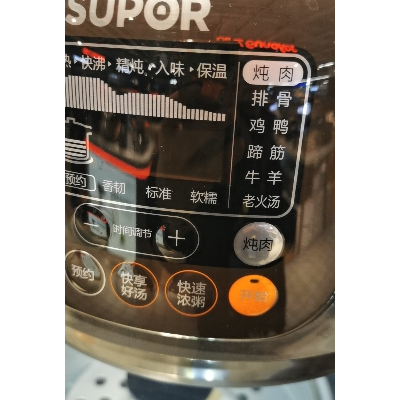 SUPOR
热▸快沸▸精炖▸入味▸保温
炖肉
排骨
鸡鸭
蹄筋
牛羊
老火汤
预约 香韧 标准 软糯
时间调节 +
炖肉
预约
快享
好汤
快速
浓粥